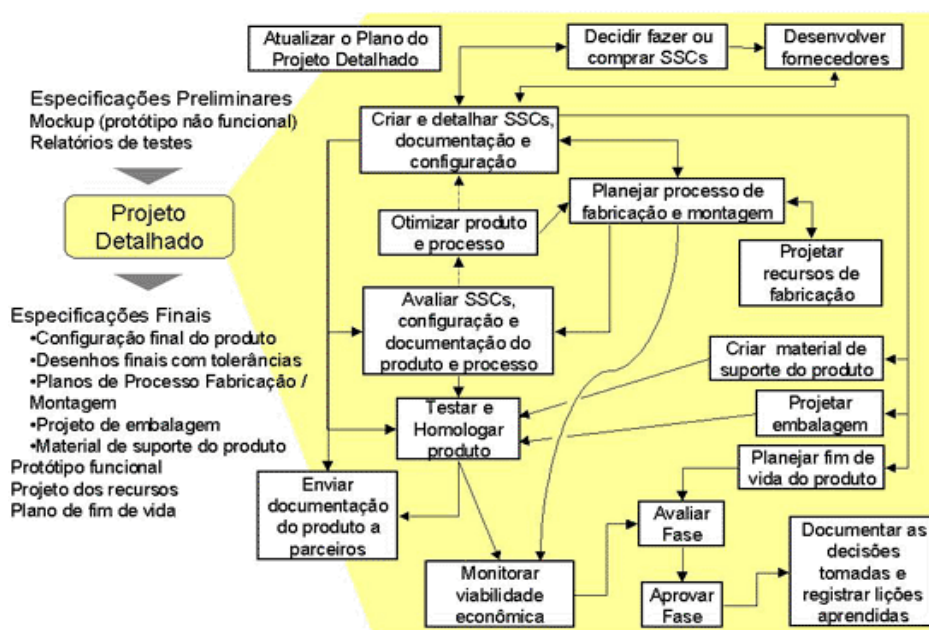 Atualizar o Plano do
Projeto Detalhado
Decidir fazer ou
comprar SSCs
Desenvolver
fornecedores
Especificações Preliminares
Mockup (protótipo não funcional)
Relatórios de testes
Criar e detalhar SSCs,
documentação e
configuração
Projeto
Detalhado
Otimizar produto
e processo
Planejar processo de
fabricação e montagem
Projetar
recursos de
fabricação
Especificações Finais
•Configuração final do produto
•Desenhos finais com tolerâncias
•Planos de Processo Fabricação /
Montagem
•Projeto de embalagem
•Material de suporte do produto
Protótipo funcional
Projeto dos recursos
Plano de fim de vida
Avaliar SSCs,
configuração e
documentação do
produto e processo
Criar material de
suporte do produto
Testar e
Homologar
produto
Projetar
embalagem
Planejar fim de
vida do produto
Enviar
documentação
do produto a
parceiros
Monitorar
viabilidade
econômica
Avaliar
Fase
Aprovar
Fase
Documentar as
decisões
tomadas e
registrar lições
aprendidas